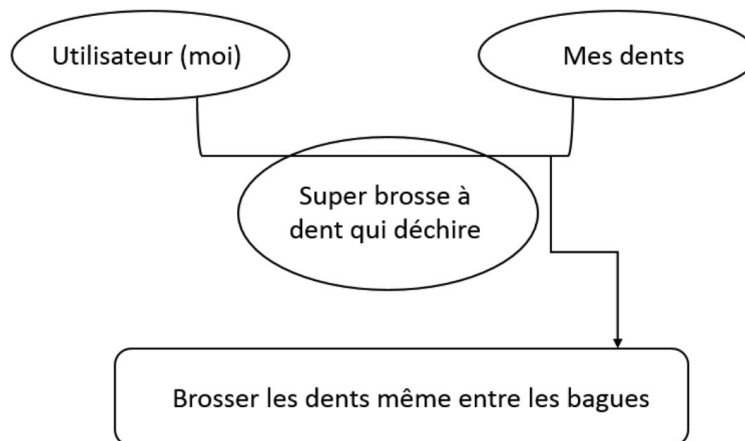 Utilisateur (moi)
Mes dents
Super brosse à
dent qui déchire
Brosser les dents même entre les bagues